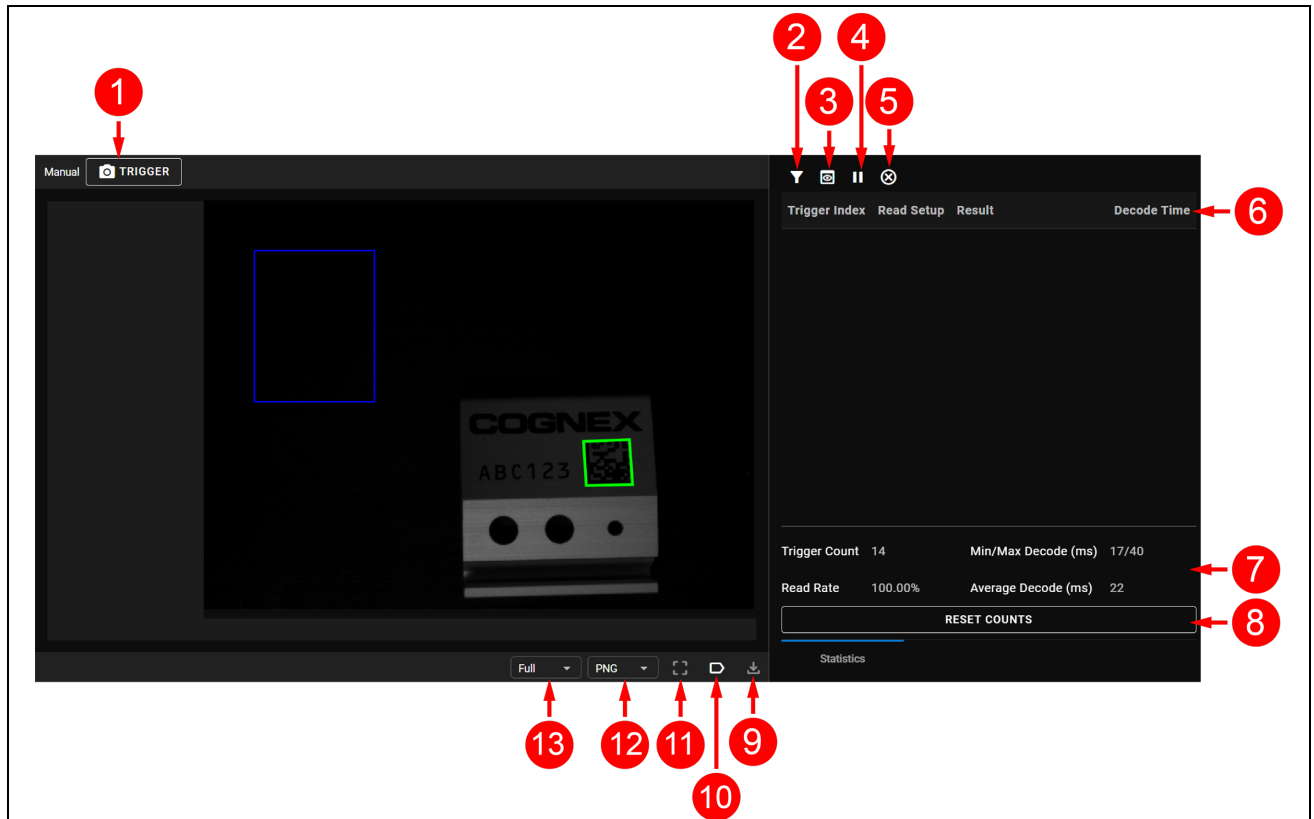 2 4
1 3 5
Manual TRIGGER
Trigger Index Read Setup Result Decode Time 6
COGNEX
ABC123
Trigger Count 14 Min/Max Decode (ms) 17/40
7
Read Rate 100.00% Average Decode (ms) 22
RESET COUNTS 8
Statistics
Full PNG
13 12 11 9
10